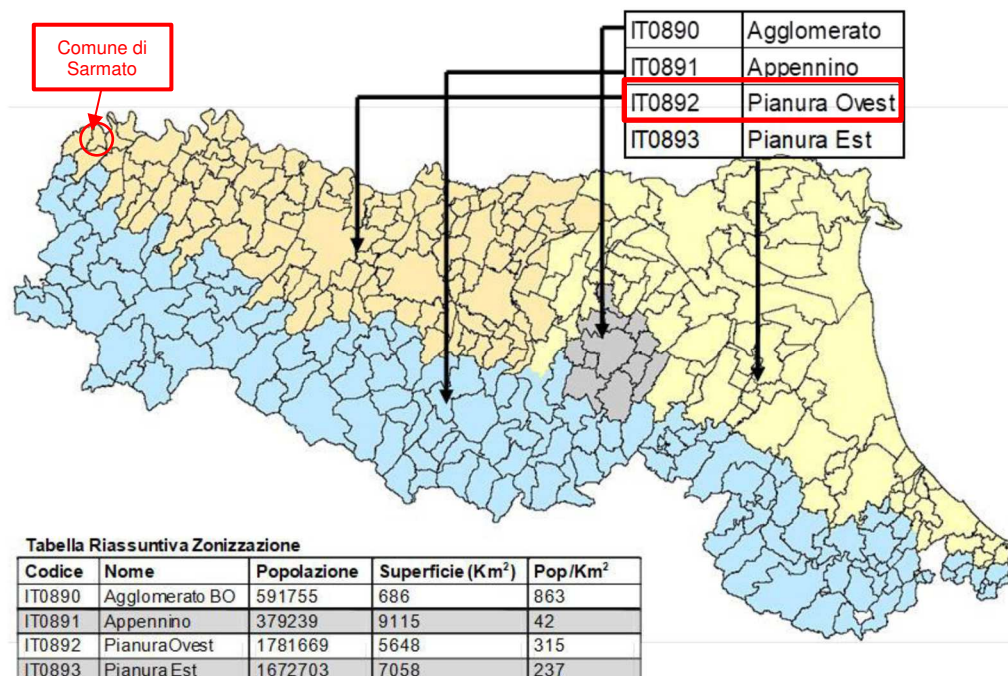 Comune di
Sarmato
IT0890 Agglomerato
IT0891 Appennino
IT0892 Pianura Ovest
IT0893 Pianura Est
Tabella Riassuntiva Zonizzazione
Codice Nome Popolazione Superficie (Km²) Pop/Km²
IT0890 Agglomerato BO 591755 686 863
IT0891 Appennino 379239 9115 42
IT0892 PianuraOvest 1781669 5648 315
IT0893 Pianura Est 1672703 7058 237